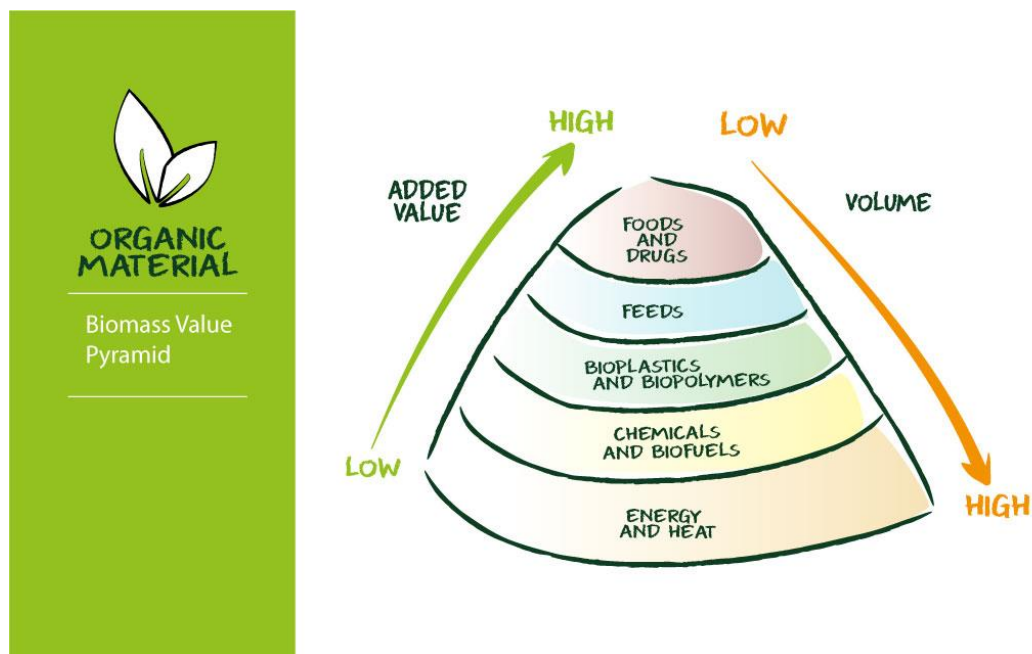 ORGANIC
MATERIAL
Biomass Value
Pyramid
HIGH
LOW
ADDED
VALUE
VOLUME
FOODS
AND
DRUGS
FEEDS
BIOPLASTICS
AND BIOPOLYMERS
CHEMICALS
AND BIOFUELS
LOW
ENERGY
AND HEAT
HIGH